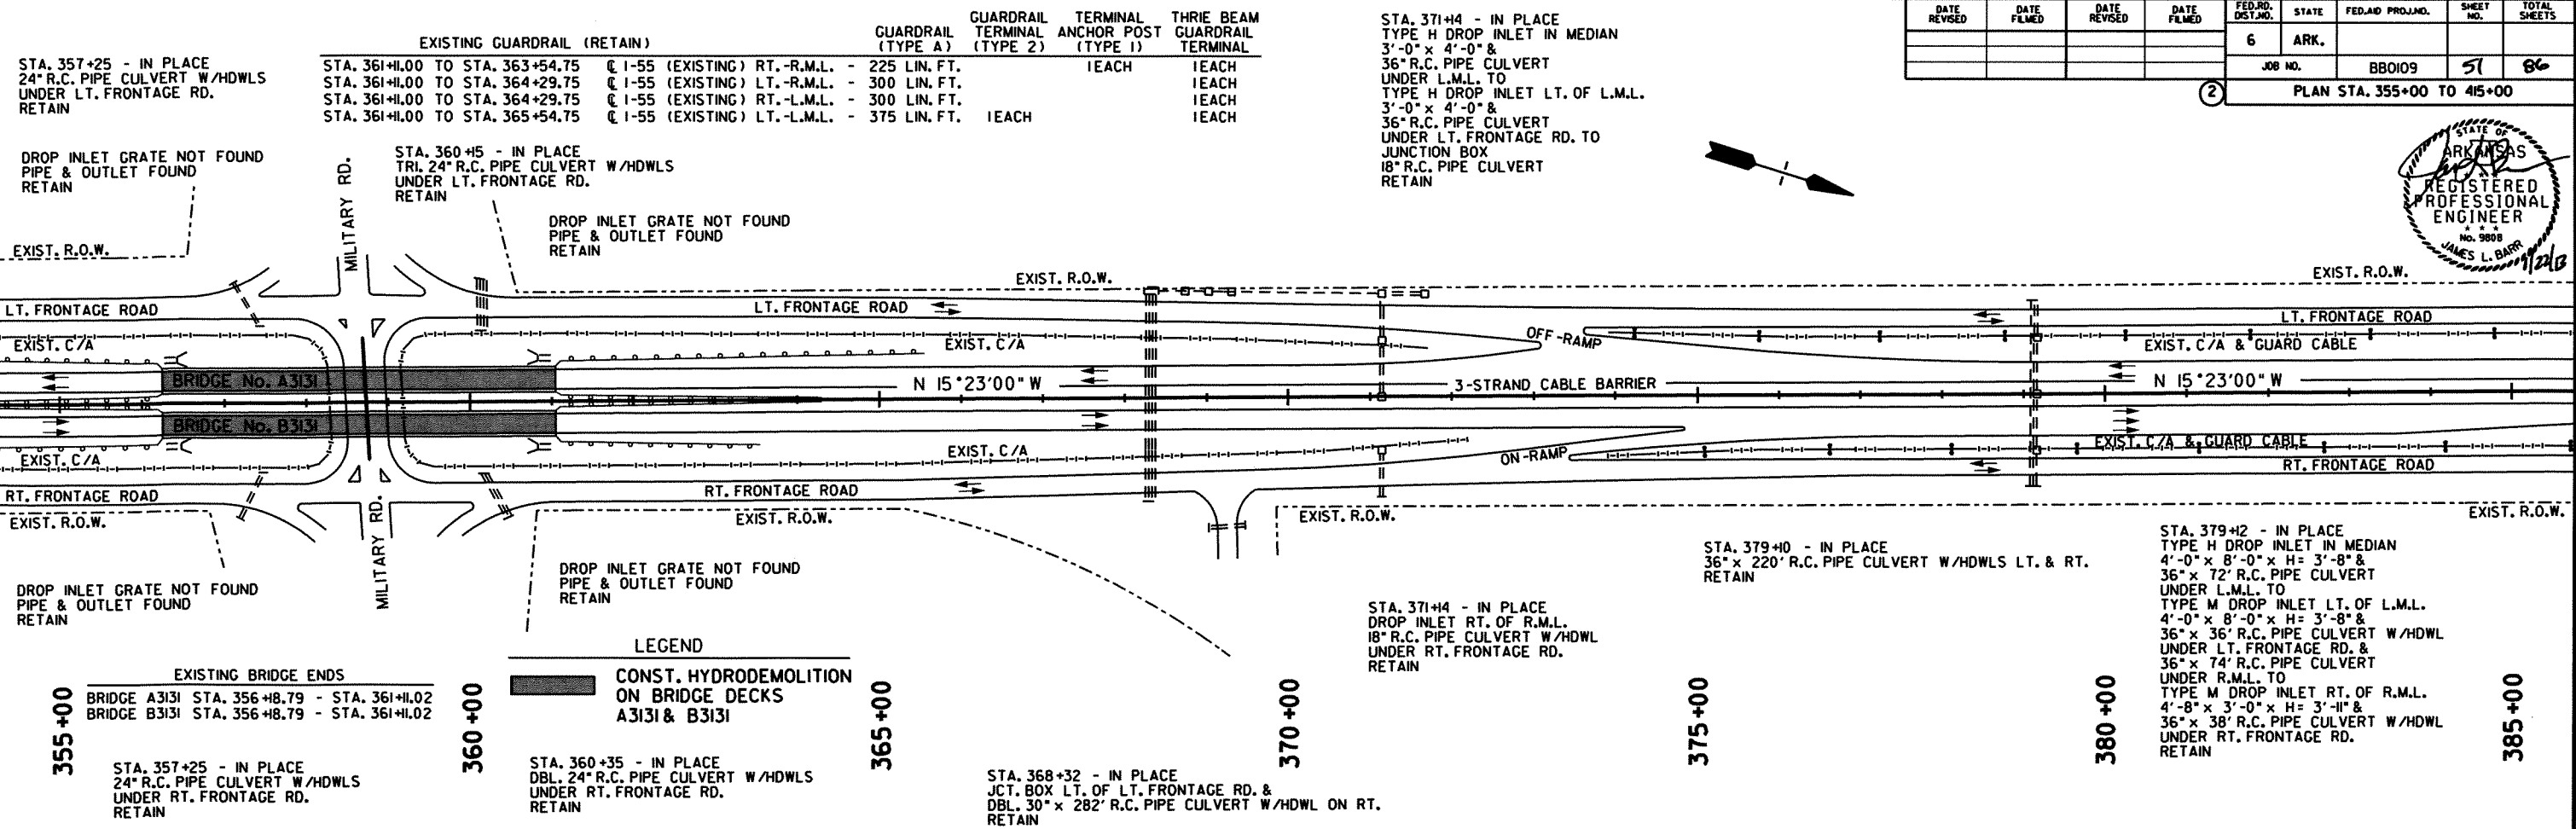 DATE REVISED DATE FILMED DATE REVISED DATE FILMED FED.RD. DIST.NO. STATE FED.AID PROJ.NO. SHEET NO. TOTAL SHEETS
6 ARK.
JOB NO. BB0109 51 86
2 PLAN STA. 355+00 TO 415+00
STATE OF
ARKANSAS
REGISTERED
PROFESSIONAL
ENGINEER
No. 9808
JAMES L. BARR
STA. 357+25 - IN PLACE
24" R.C. PIPE CULVERT W/HDWLS
UNDER LT. FRONTAGE RD.
RETAIN
EXISTING GUARDRAIL (RETAIN) GUARDRAIL (TYPE A) GUARDRAIL TERMINAL (TYPE 2) TERMINAL ANCHOR POST (TYPE 1) THRIE BEAM GUARDRAIL TERMINAL
STA. 361+11.00 TO STA. 363+54.75 ℄ I-55 (EXISTING) RT.-R.M.L. - 225 LIN. FT. 1 EACH 1 EACH
STA. 361+11.00 TO STA. 364+29.75 ℄ I-55 (EXISTING) LT.-R.M.L. - 300 LIN. FT. 1 EACH
STA. 361+11.00 TO STA. 364+29.75 ℄ I-55 (EXISTING) RT.-L.M.L. - 300 LIN. FT. 1 EACH
STA. 361+11.00 TO STA. 365+54.75 ℄ I-55 (EXISTING) LT.-L.M.L. - 375 LIN. FT. 1 EACH 1 EACH
STA. 371+14 - IN PLACE
TYPE H DROP INLET IN MEDIAN
3'-0" x 4'-0" &
36" R.C. PIPE CULVERT
UNDER L.M.L. TO
TYPE H DROP INLET LT. OF L.M.L.
3'-0" x 4'-0" &
36" R.C. PIPE CULVERT
UNDER LT. FRONTAGE RD. TO
JUNCTION BOX
18" R.C. PIPE CULVERT
RETAIN
DROP INLET GRATE NOT FOUND
PIPE & OUTLET FOUND
RETAIN
MILITARY RD.
STA. 360+15 - IN PLACE
TRI. 24" R.C. PIPE CULVERT W/HDWLS
UNDER LT. FRONTAGE RD.
RETAIN
DROP INLET GRATE NOT FOUND
PIPE & OUTLET FOUND
RETAIN
EXIST. R.O.W.
EXIST. R.O.W.
EXIST. R.O.W.
LT. FRONTAGE ROAD
LT. FRONTAGE ROAD
LT. FRONTAGE ROAD
EXIST. C/A
EXIST. C/A
OFF-RAMP
EXIST. C/A & GUARD CABLE
BRIDGE No. A3131
N 15°23'00" W
3-STRAND CABLE BARRIER
N 15°23'00" W
BRIDGE No. B3131
EXIST. C/A
EXIST. C/A
ON-RAMP
EXIST. C/A & GUARD CABLE
RT. FRONTAGE ROAD
RT. FRONTAGE ROAD
RT. FRONTAGE ROAD
EXIST. R.O.W.
EXIST. R.O.W.
EXIST. R.O.W.
EXIST. R.O.W.
MILITARY RD.
DROP INLET GRATE NOT FOUND
PIPE & OUTLET FOUND
RETAIN
DROP INLET GRATE NOT FOUND
PIPE & OUTLET FOUND
RETAIN
STA. 371+14 - IN PLACE
DROP INLET RT. OF R.M.L.
18" R.C. PIPE CULVERT W/HDWL
UNDER RT. FRONTAGE RD.
RETAIN
STA. 379+10 - IN PLACE
36" x 220' R.C. PIPE CULVERT W/HDWLS LT. & RT.
RETAIN
STA. 379+12 - IN PLACE
TYPE H DROP INLET IN MEDIAN
4'-0" x 8'-0" x H= 3'-8" &
36" x 72' R.C. PIPE CULVERT
UNDER L.M.L. TO
TYPE M DROP INLET LT. OF L.M.L.
4'-0" x 8'-0" x H= 3'-8" &
36" x 36' R.C. PIPE CULVERT W/HDWL
UNDER LT. FRONTAGE RD. &
36" x 74' R.C. PIPE CULVERT
UNDER R.M.L. TO
TYPE M DROP INLET RT. OF R.M.L.
4'-8" x 3'-0" x H= 3'-11" &
36" x 38' R.C. PIPE CULVERT W/HDWL
UNDER RT. FRONTAGE RD.
RETAIN
LEGEND
CONST. HYDRODEMOLITION
ON BRIDGE DECKS
A3131 & B3131
EXISTING BRIDGE ENDS
BRIDGE A3131 STA. 356+18.79 - STA. 361+11.02
BRIDGE B3131 STA. 356+18.79 - STA. 361+11.02
355+00
360+00
365+00
370+00
375+00
380+00
385+00
STA. 357+25 - IN PLACE
24" R.C. PIPE CULVERT W/HDWLS
UNDER RT. FRONTAGE RD.
RETAIN
STA. 360+35 - IN PLACE
DBL. 24" R.C. PIPE CULVERT W/HDWLS
UNDER RT. FRONTAGE RD.
RETAIN
STA. 368+32 - IN PLACE
JCT. BOX LT. OF LT. FRONTAGE RD. &
DBL. 30" x 282' R.C. PIPE CULVERT W/HDWL ON RT.
RETAIN